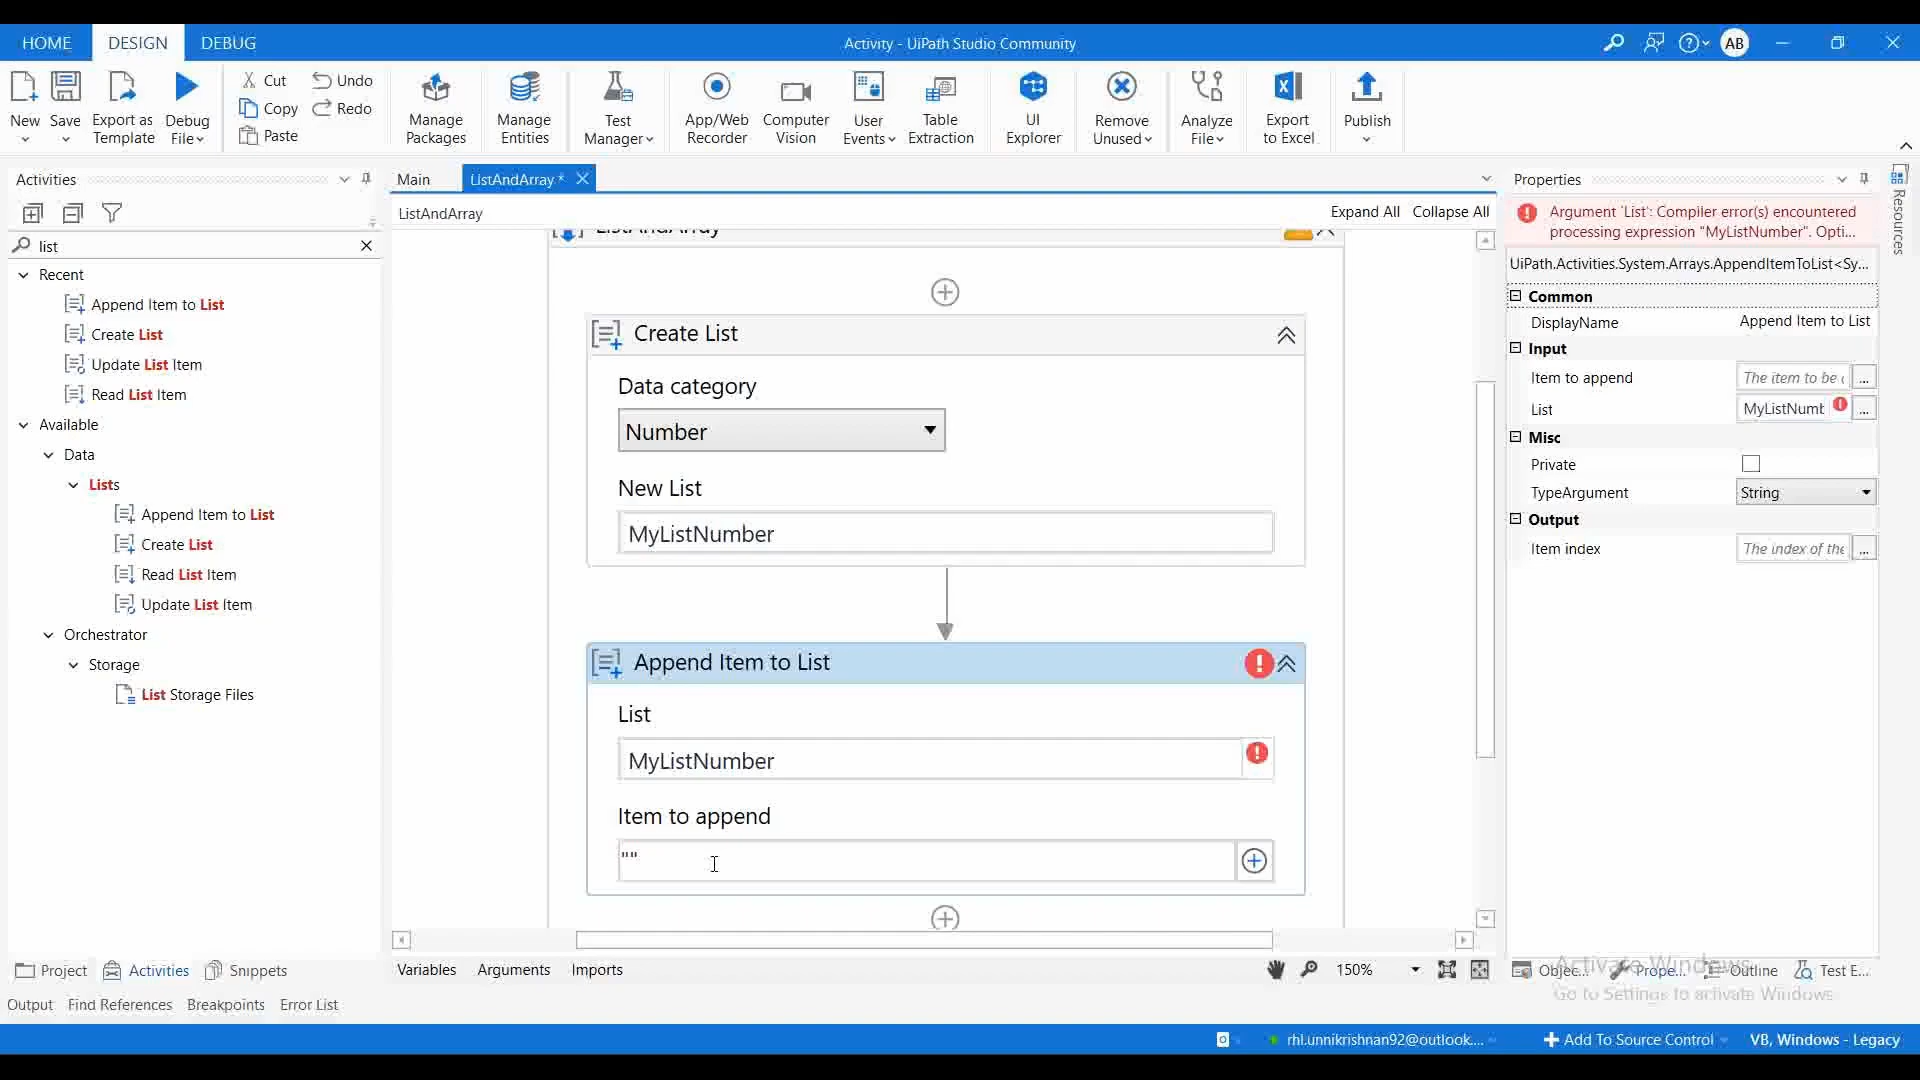 HOME
DESIGN
DEBUG
Activity - UiPath Studio Community
AB
New
Save
Export as
Template
Debug
File
Cut
Copy
Paste
Undo
Redo
Manage
Packages
Manage
Entities
Test
Manager
App/Web
Recorder
Computer
Vision
User
Events
Table
Extraction
UI
Explorer
Remove
Unused
Analyze
File
Export
to Excel
Publish
Activities
list
Recent
Append Item to List
Create List
Update List Item
Read List Item
Available
Data
Lists
Append Item to List
Create List
Read List Item
Update List Item
Orchestrator
Storage
List Storage Files
Project
Activities
Snippets
Main
ListAndArray *
ListAndArray
Expand All
Collapse All
ListAndArray
Create List
Data category
Number
New List
MyListNumber
Append Item to List
List
MyListNumber
Item to append
""
Variables
Arguments
Imports
150%
Properties
Argument 'List': Compiler error(s) encountered
processing expression "MyListNumber". Opti...
UiPath.Activities.System.Arrays.AppendItemToList<Sy...
Common
DisplayName
Append Item to List
Input
Item to append
The item to be
...
List
MyListNumb
...
Misc
Private
TypeArgument
String
Output
Item index
The index of the
...
Resources
Objec...
Prope...
Outline
Test E...
Activate Windows
Go to Settings to activate Windows.
Output
Find References
Breakpoints
Error List
rhl.unnikrishnan92@outlook....
Add To Source Control
VB, Windows - Legacy